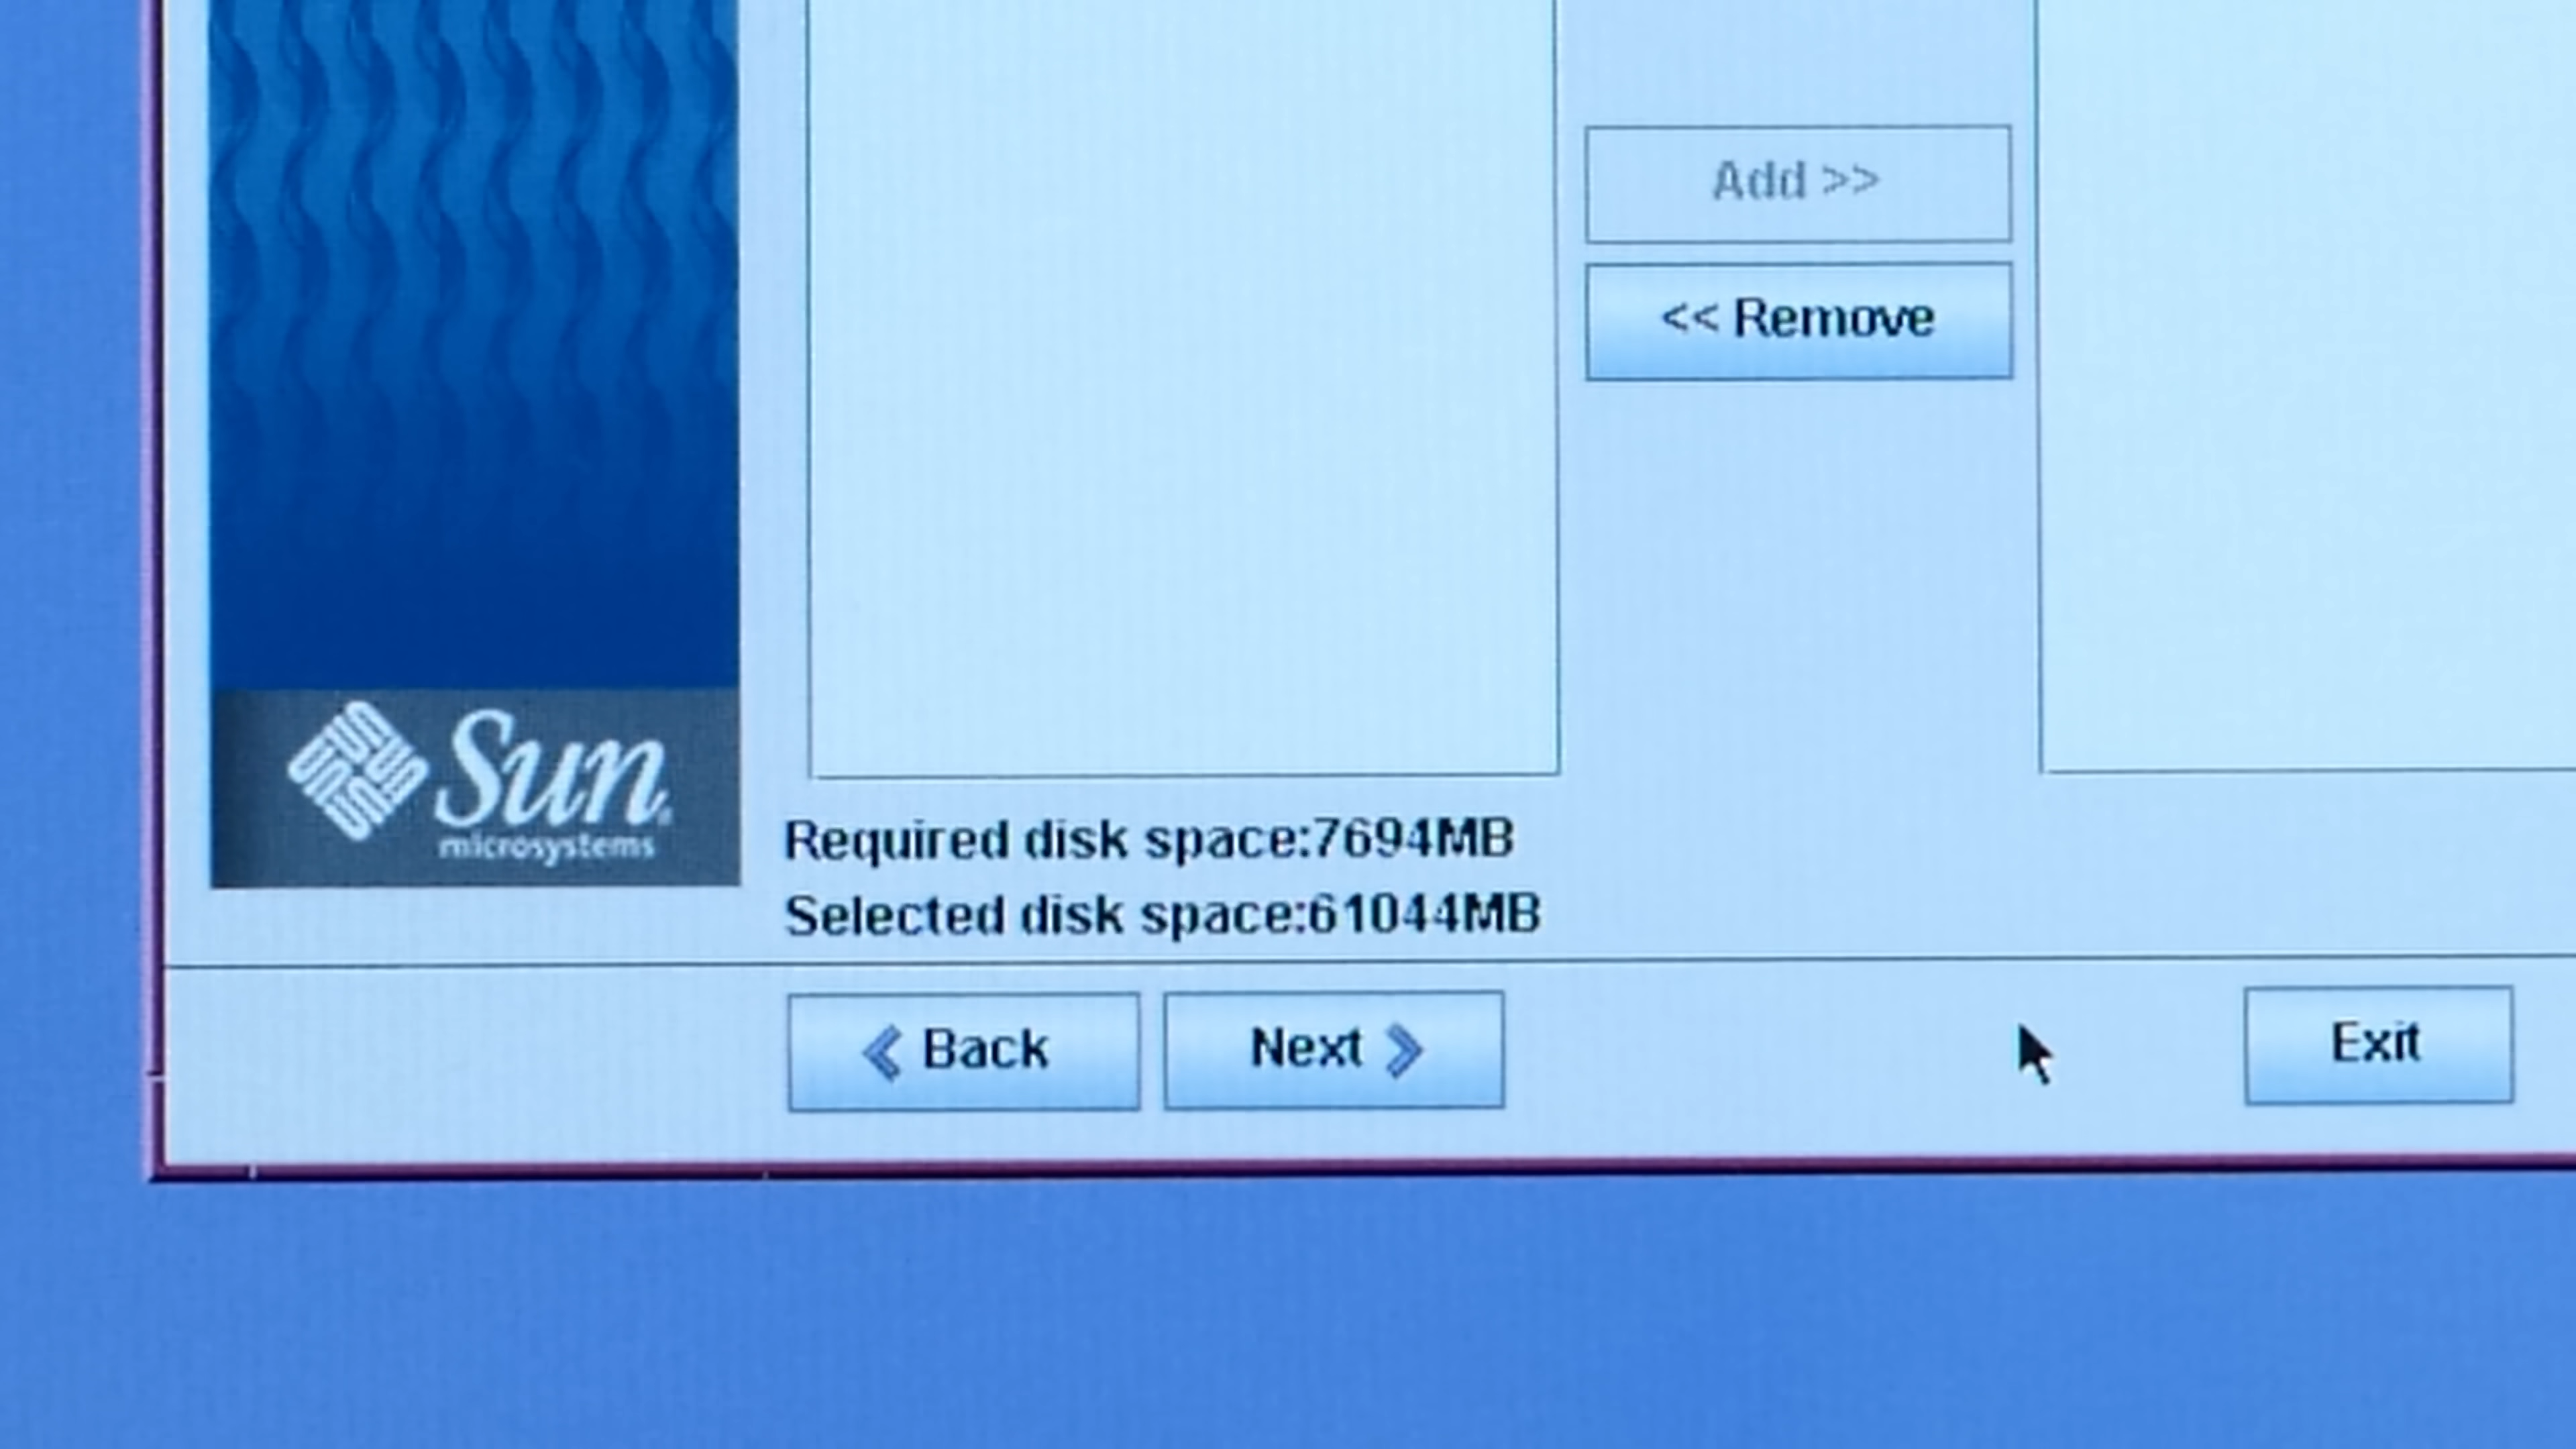 Add >>
<< Remove
Sun
microsystems
Required disk space:7694MB
Selected disk space:61044MB
Back
Next
Exit